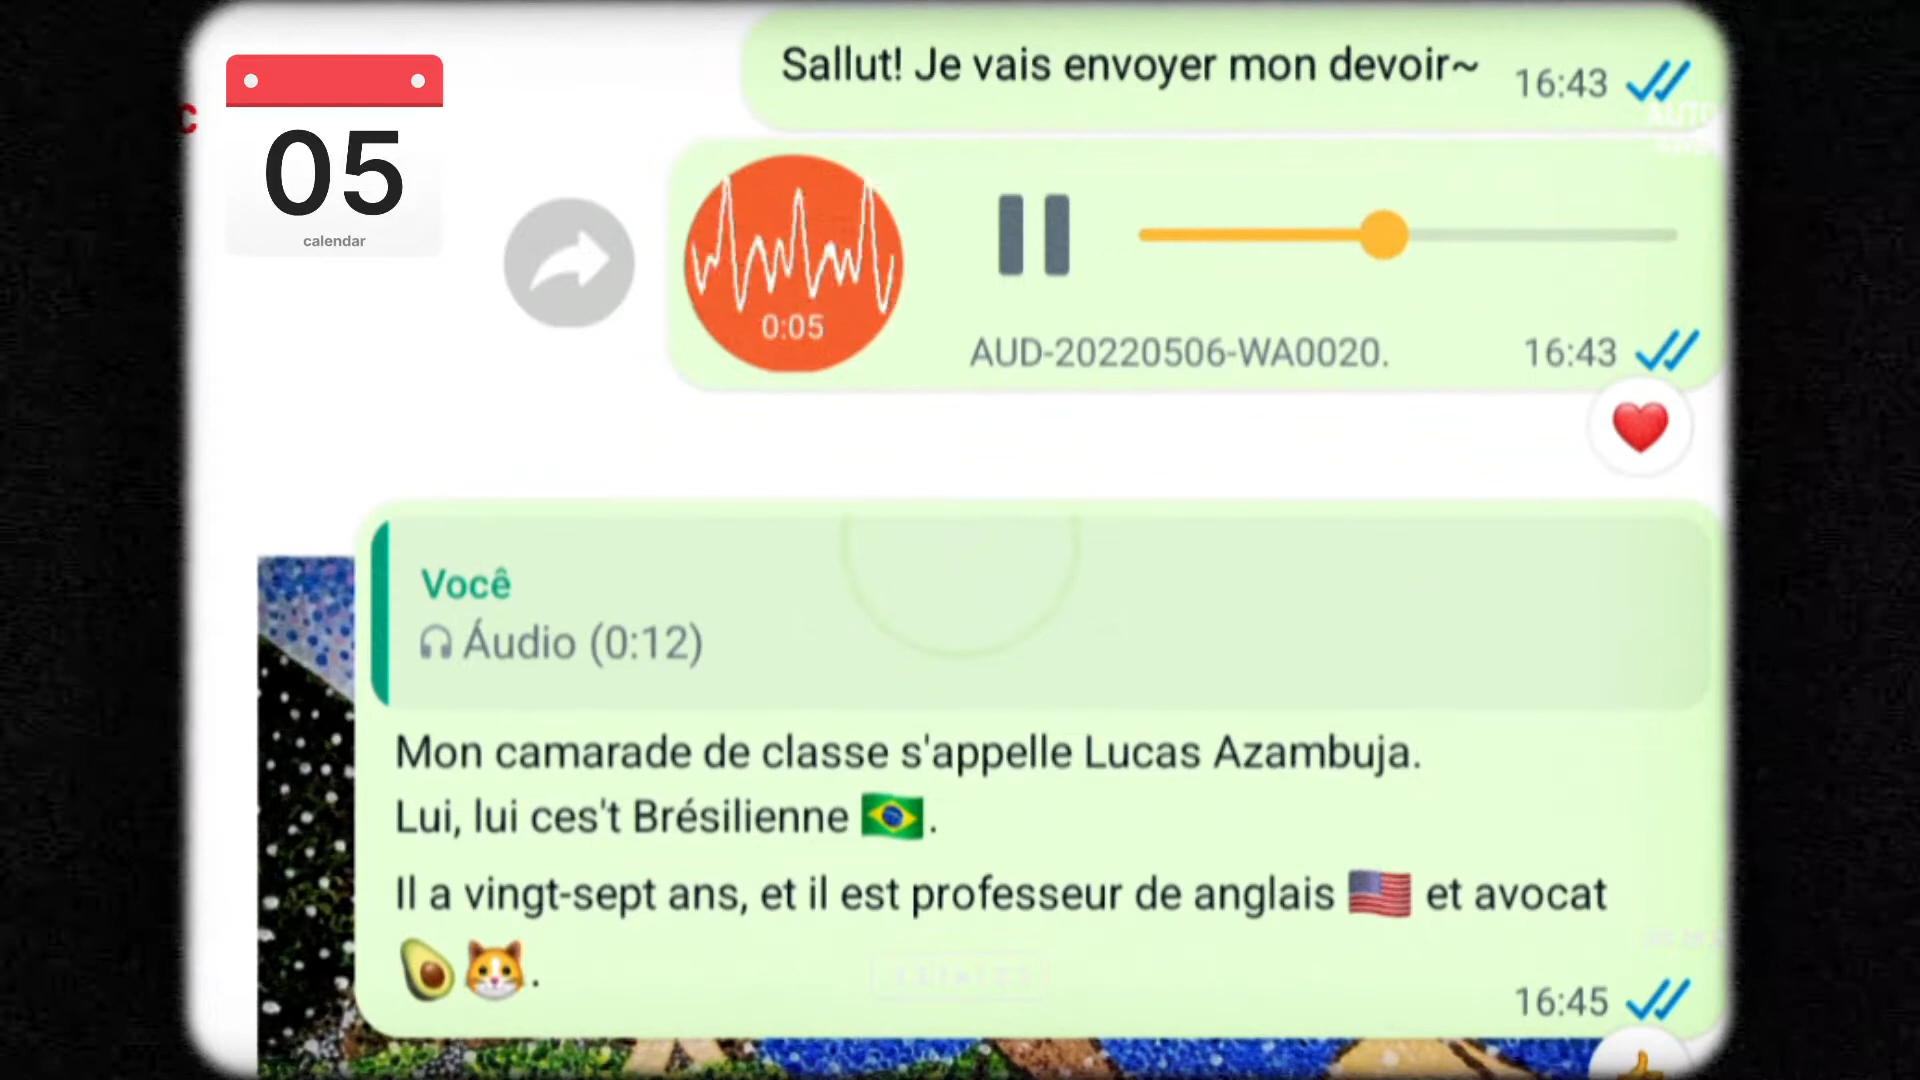 Sallut! Je vais envoyer mon devoir~ 16:43
05
calendar
0:05
AUD-20220506-WA0020. 16:43
Você
Áudio (0:12)
Mon camarade de classe s'appelle Lucas Azambuja.
Lui, lui ces't Brésilienne 🇧🇷.
Il a vingt-sept ans, et il est professeur de anglais 🇺🇸 et avocat
🥑🐱.
16:45